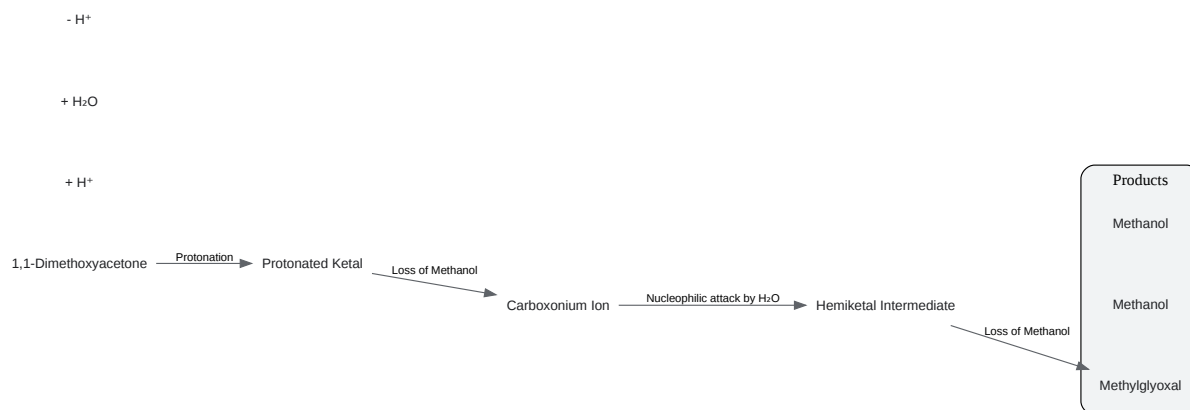 - H⁺
+ H₂O
+ H⁺
Products
Methanol
1,1-Dimethoxyacetone
Protonation
Protonated Ketal
Loss of Methanol
Carboxonium Ion
Nucleophilic attack by H₂O
Hemiketal Intermediate
Methanol
Loss of Methanol
Methylglyoxal